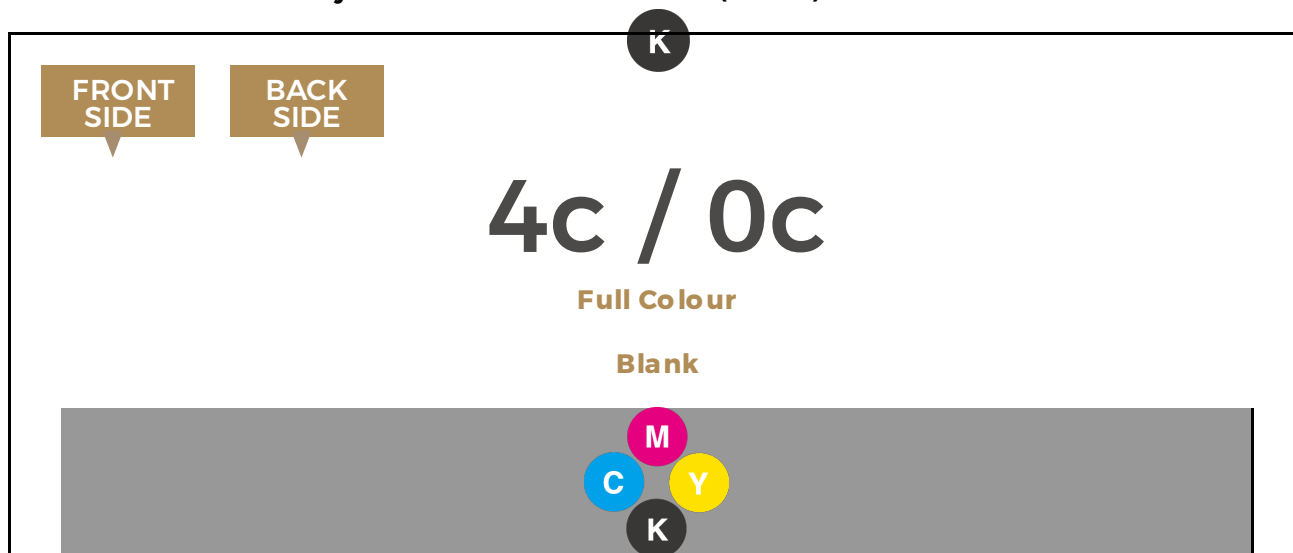 K
FRONT
SIDE
BACK
SIDE
4c / 0c
Full Colour
Blank
M
C Y
K